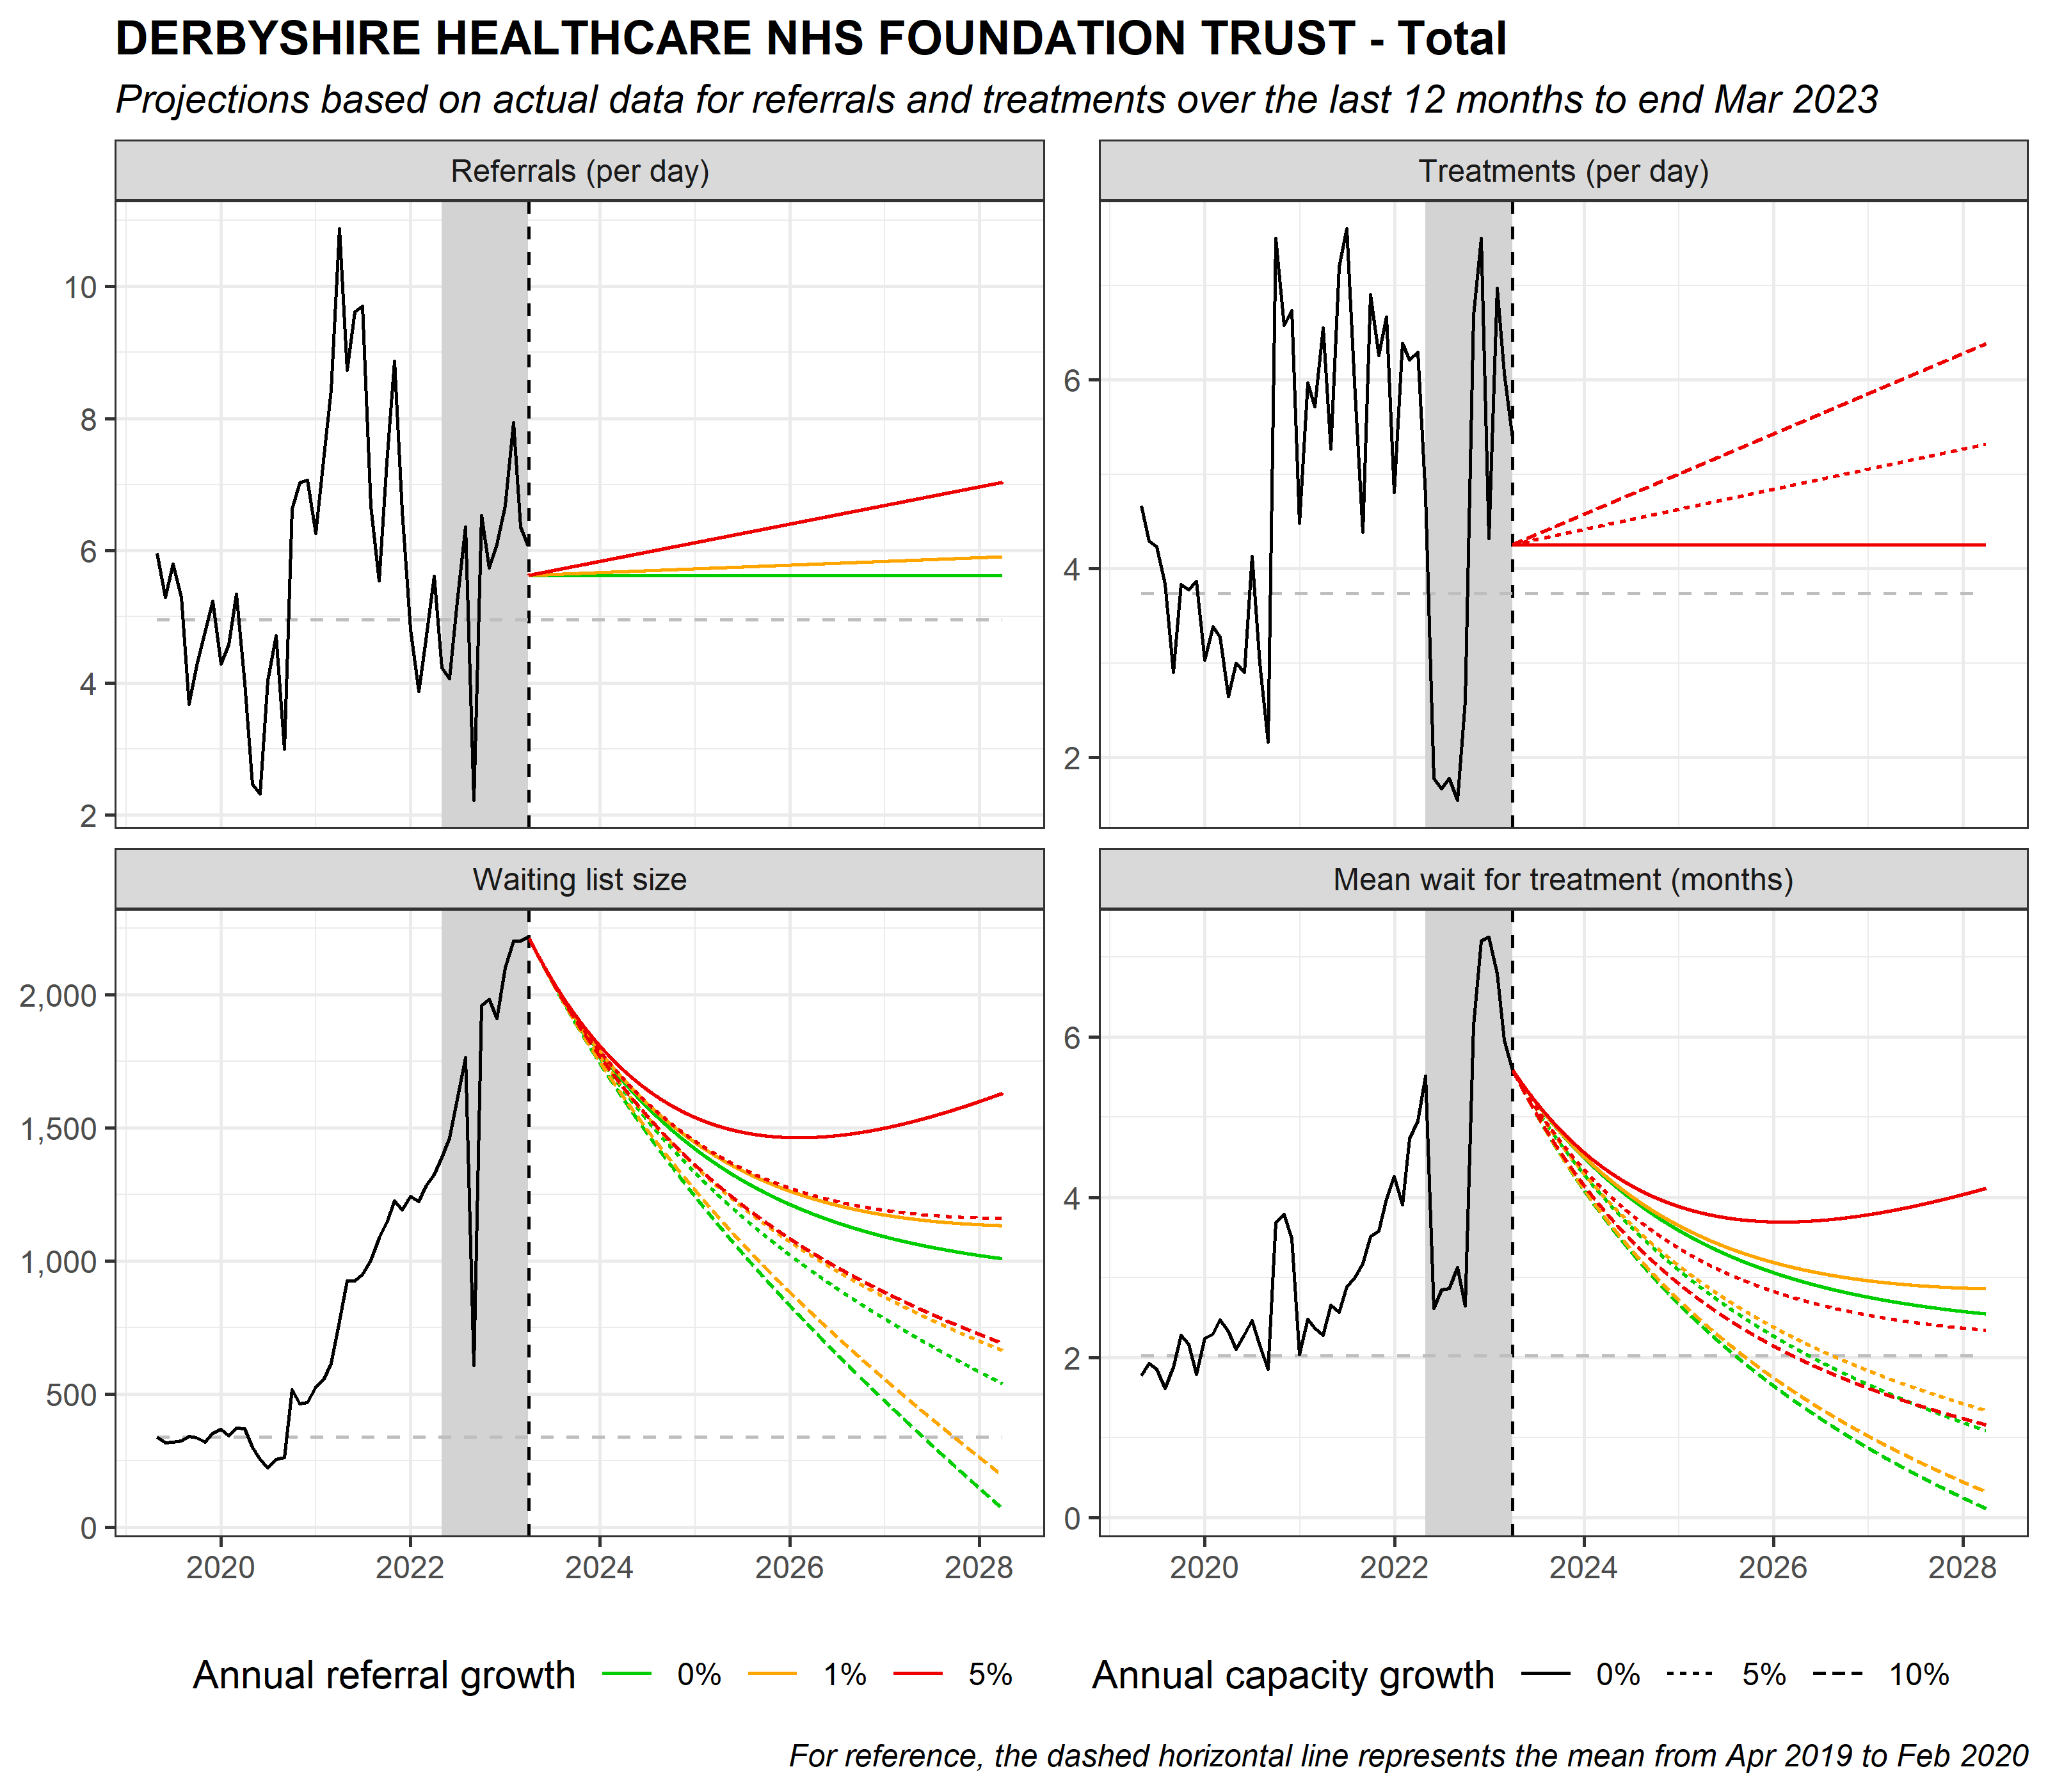 DERBYSHIRE HEALTHCARE NHS FOUNDATION TRUST - Total
Projections based on actual data for referrals and treatments over the last 12 months to end Mar 2023
Referrals (per day)
10
8
6
4
2
Treatments (per day)
6
4
2
Waiting list size
2,000
1,500
1,000
500
0
2020 2022 2024 2026 2028
Mean wait for treatment (months)
6
4
2
0
2020 2022 2024 2026 2028
Annual referral growth 0% 1% 5%
Annual capacity growth 0% 5% 10%
For reference, the dashed horizontal line represents the mean from Apr 2019 to Feb 2020